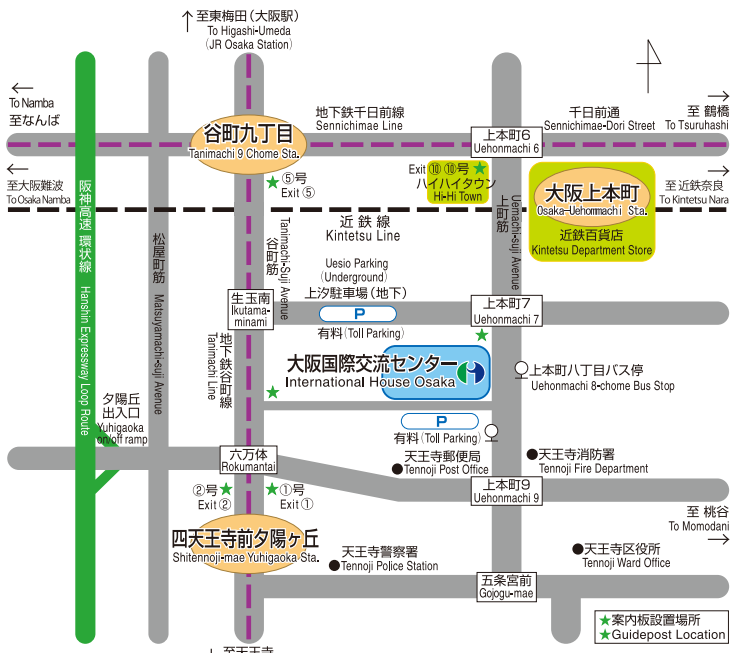 至東梅田(大阪駅)
To Higashi-Umeda
(JR Osaka Station)
To Namba
至なんば
谷町九丁目
Tanimachi 9 Chome Sta.
地下鉄千日前線
Sennichimae Line
上本町6
Uehonmachi 6
千日前通
Sennichimae-Dori Street
至 鶴橋
To Tsuruhashi
⑤号
Exit ⑤
Exit ⑩ ⑩号
ハイハイタウン
Hi-Hi Town
大阪上本町
Osaka-Uehommachi Sta.
近鉄百貨店
Kintetsu Department Store
至大阪難波
To Osaka Namba
至 近鉄奈良
To Kintetsu Nara
近 鉄 線
Kintetsu Line
阪神高速 環状線
Hanshin Expressway Loop Route
松屋町筋
Matsuyamachi-suj Avenue
谷町筋
Tanimachi-Suji Avenue
上町筋
Uemachi-suji Avenue
Uesio Parking
(Underground)
上汐駐車場(地下)
P
有料(Toll Parking)
生玉南
Ikutama-
minami
上本町7
Uehonmachi 7
地下鉄谷町線
Tanimachi Line
大阪国際交流センター
International House Osaka
上本町八丁目バス停
Uehonmachi 8-chome Bus Stop
夕陽丘
出入口
Yuhigaoka
on/off ramp
P
有料(Toll Parking)
六万体
Rokumantai
天王寺郵便局
Tennoji Post Office
天王寺消防署
Tennoji Fire Department
上本町9
Uehonmachi 9
②号
Exit ②
①号
Exit ①
四天王寺前夕陽ヶ丘
Shitennoji-mae Yuhigaoka Sta.
至 桃谷
To Momodani
天王寺警察署
Tennoji Police Station
天王寺区役所
Tennoji Ward Office
五条宮前
Gojogu-mae
★案内板設置場所
★Guidepost Location
至天王寺